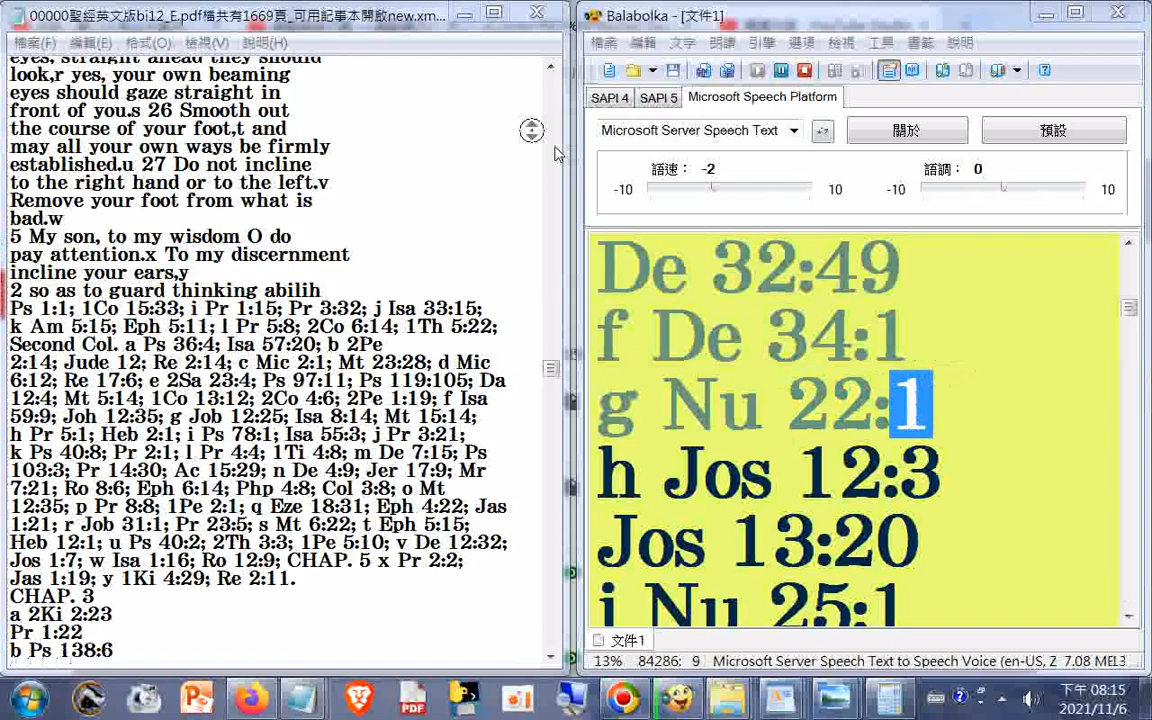 00000聖經英文版bi12_E.pdf檔共有1669頁_可用記事本開啟new.xm...
檔案(F) 編輯(E) 格式(O) 檢視(V) 說明(H)
eyes, straight ahead they should
look,r yes, your own beaming
eyes should gaze straight in
front of you.s 26 Smooth out
the course of your foot,t and
may all your own ways be firmly
established.u 27 Do not incline
to the right hand or to the left.v
Remove your foot from what is
bad.w
5 My son, to my wisdom O do
pay attention.x To my discernment
incline your ears,y
2 so as to guard thinking abilih
Ps 1:1; 1Co 15:33; i Pr 1:15; Pr 3:32; j Isa 33:15;
k Am 5:15; Eph 5:11; l Pr 5:8; 2Co 6:14; 1Th 5:22;
Second Col. a Ps 36:4; Isa 57:20; b 2Pe
2:14; Jude 12; Re 2:14; c Mic 2:1; Mt 23:28; d Mic
6:12; Re 17:6; e 2Sa 23:4; Ps 97:11; Ps 119:105; Da
12:4; Mt 5:14; 1Co 13:12; 2Co 4:6; 2Pe 1:19; f Isa
59:9; Joh 12:35; g Job 12:25; Isa 8:14; Mt 15:14;
h Pr 5:1; Heb 2:1; i Ps 78:1; Isa 55:3; j Pr 3:21;
k Ps 40:8; Pr 2:1; l Pr 4:4; 1Ti 4:8; m De 7:15; Ps
103:3; Pr 14:30; Ac 15:29; n De 4:9; Jer 17:9; Mr
7:21; Ro 8:6; Eph 6:14; Php 4:8; Col 3:8; o Mt
12:35; p Pr 8:8; 1Pe 2:1; q Eze 18:31; Eph 4:22; Jas
1:21; r Job 31:1; Pr 23:5; s Mt 6:22; t Eph 5:15;
Heb 12:1; u Ps 40:2; 2Th 3:3; 1Pe 5:10; v De 12:32;
Jos 1:7; w Isa 1:16; Ro 12:9; CHAP. 5 x Pr 2:2;
Jas 1:19; y 1Ki 4:29; Re 2:11.
CHAP. 3
a 2Ki 2:23
Pr 1:22
b Ps 138:6
Balabolka - [文件1]
檔案 編輯 文字 朗讀 引擎 選項 檢視 工具 書籤 說明
SAPI 4 SAPI 5 Microsoft Speech Platform
Microsoft Server Speech Text 關於 預設
語速: -2 語調: 0
-10 10 -10 10
De 32:49
f De 34:1
g Nu 22:1
h Jos 12:3
Jos 13:20
i Nu 25:1
文件1
13% 84286: 9 Microsoft Server Speech Text to Speech Voice (en-US, 2 7.08 ME
PDF
下午 08:15
2021/11/6